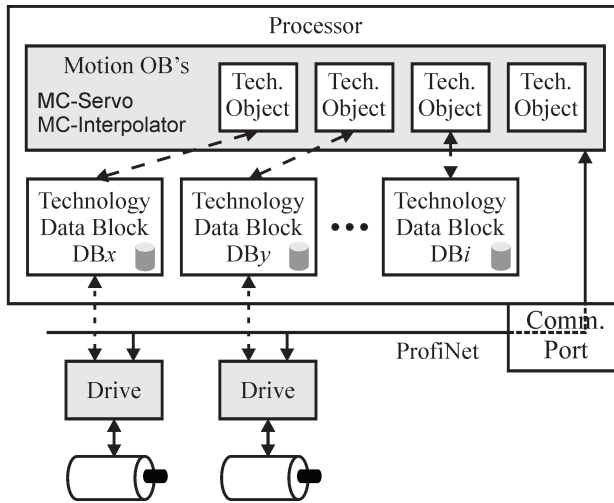 Processor
Motion OB's
MC-Servo
MC-Interpolator
Tech.
Object
Tech.
Object
Tech.
Object
Tech.
Object
Technology
Data Block
DBx
Technology
Data Block
DBy
•••
Technology
Data Block
DBi
Comm.
Port
ProfiNet
Drive
Drive